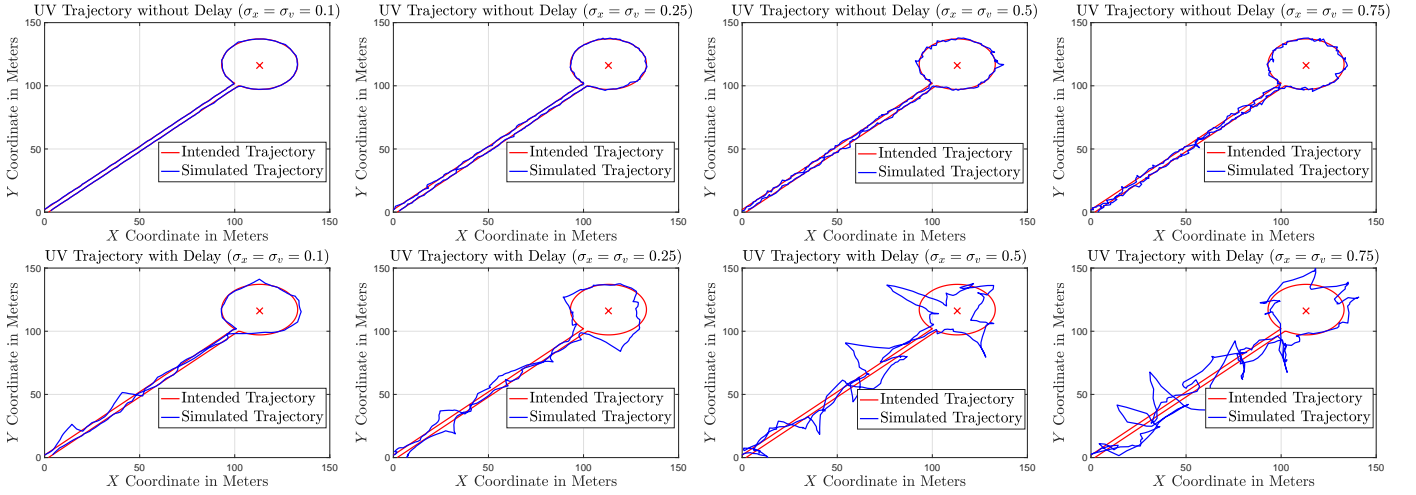 UV Trajectory without Delay (σx = σv = 0.1)
150
100
50
0
Y Coordinate in Meters
Intended Trajectory
Simulated Trajectory
0 50 100 150
X Coordinate in Meters
UV Trajectory without Delay (σx = σv = 0.25)
150
100
50
0
Y Coordinate in Meters
Intended Trajectory
Simulated Trajectory
0 50 100 150
X Coordinate in Meters
UV Trajectory without Delay (σx = σv = 0.5)
150
100
50
0
Y Coordinate in Meters
Intended Trajectory
Simulated Trajectory
0 50 100 150
X Coordinate in Meters
UV Trajectory without Delay (σx = σv = 0.75)
150
100
50
0
Y Coordinate in Meters
Intended Trajectory
Simulated Trajectory
0 50 100 150
X Coordinate in Meters
UV Trajectory with Delay (σx = σv = 0.1)
150
100
50
0
Y Coordinate in Meters
Intended Trajectory
Simulated Trajectory
0 50 100 150
X Coordinate in Meters
UV Trajectory with Delay (σx = σv = 0.25)
150
100
50
0
Y Coordinate in Meters
Intended Trajectory
Simulated Trajectory
0 50 100 150
X Coordinate in Meters
UV Trajectory with Delay (σx = σv = 0.5)
150
100
50
0
Y Coordinate in Meters
Intended Trajectory
Simulated Trajectory
0 50 100 150
X Coordinate in Meters
UV Trajectory with Delay (σx = σv = 0.75)
150
100
50
0
Y Coordinate in Meters
Intended Trajectory
Simulated Trajectory
0 50 100 150
X Coordinate in Meters